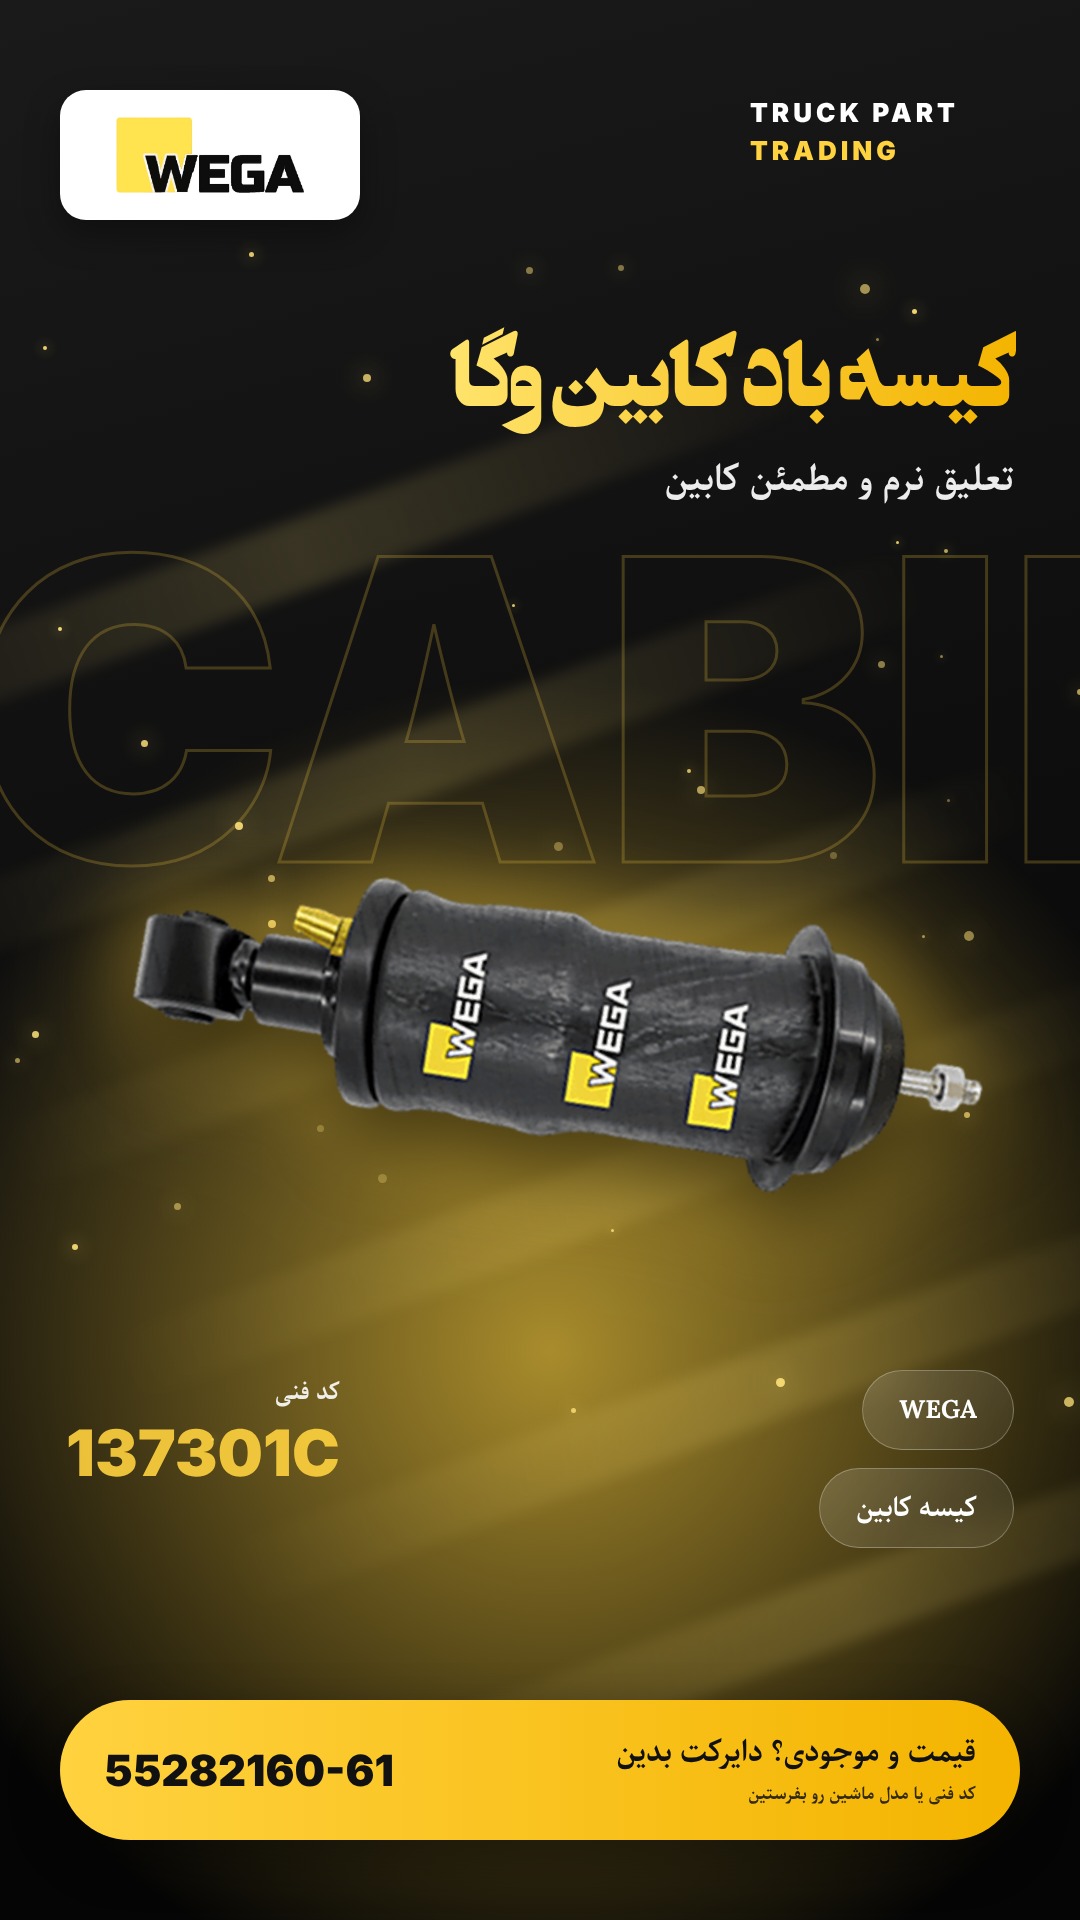 WEGA
TRUCK PART
TRADING
کیسه باد کابین وگا
تعلیق نرم و مطمئن کابین
CABI
WEGA
WEGA
WEGA
کد فنی
137301C
WEGA
کیسه کابین
قیمت و موجودی؟ دایرکت بدین
کد فنی یا مدل ماشین رو بفرستین
55282160-61